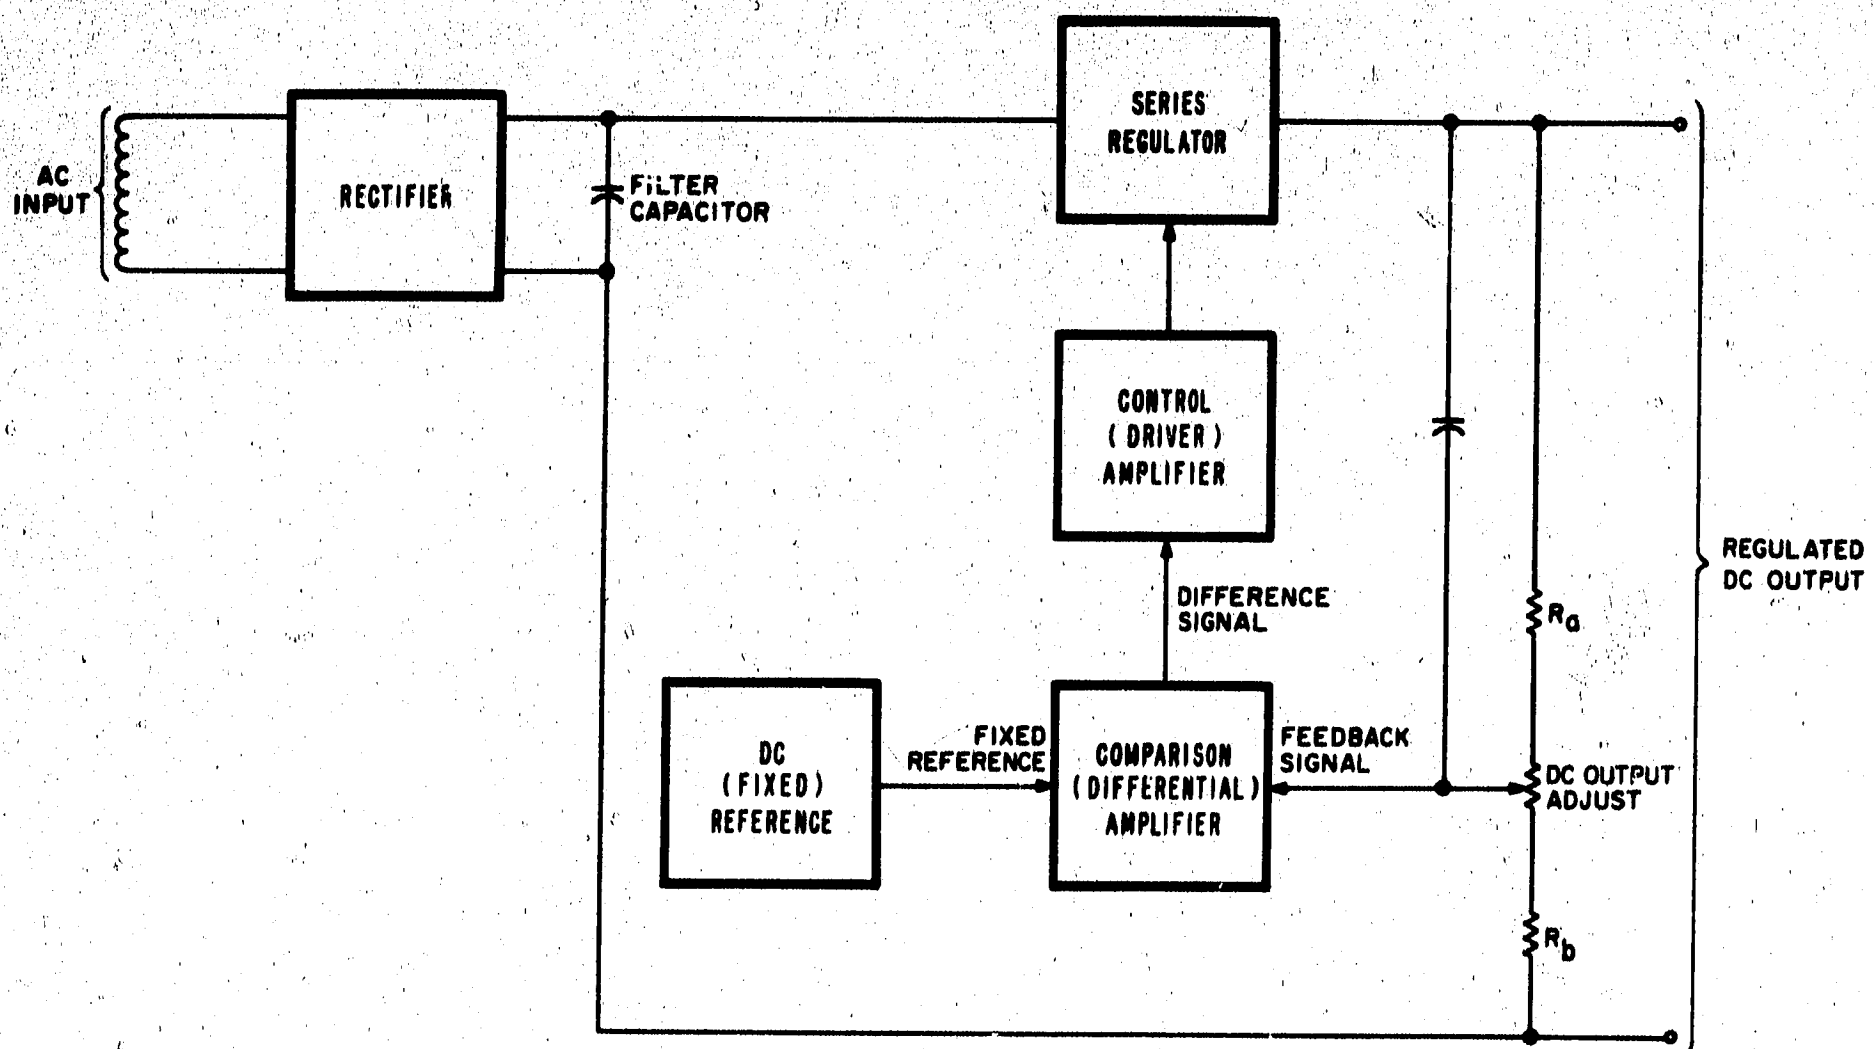 SERIES
REGULATOR
AC
INPUT
RECTIFIER
FILTER
CAPACITOR
CONTROL
(DRIVER)
AMPLIFIER
REGULATED
DC OUTPUT
DIFFERENCE
SIGNAL
Ra
DC
(FIXED)
REFERENCE
FIXED
REFERENCE
COMPARISON
(DIFFERENTIAL)
AMPLIFIER
FEEDBACK
SIGNAL
DC OUTPUT
ADJUST
Rb